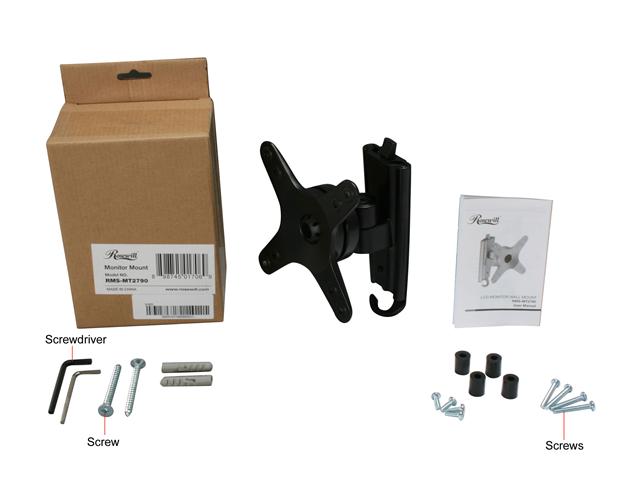 Rosewill
Monitor Mount
Model NO.
RMS-MT2790
MADE IN CHINA
www.rosewill.com
8 98745 01706 8
Rosewill
LCD MONITOR WALL MOUNT
RMS-MT2790
User Manual
Screwdriver
Screw
Screws